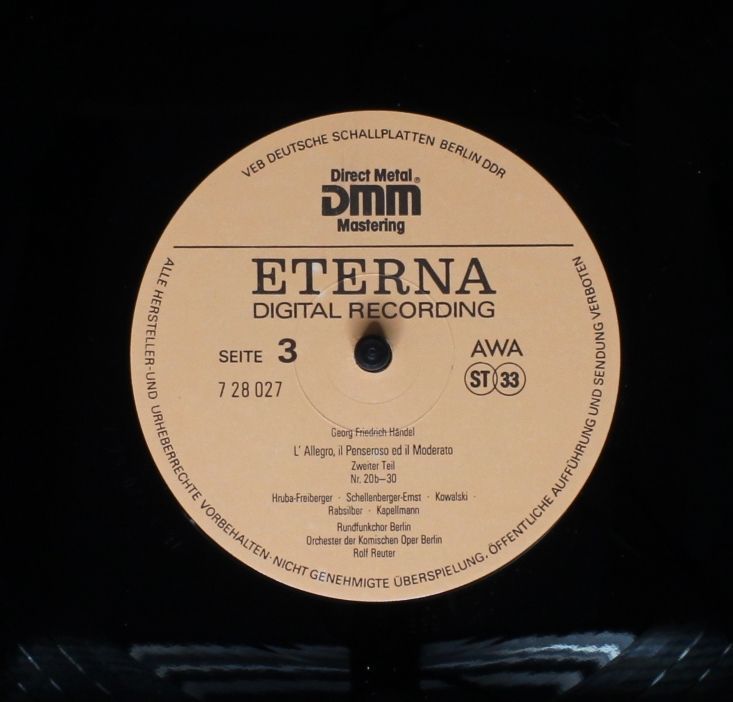 VEB DEUTSCHE SCHALLPLATTEN BERLIN DDR
Direct Metal®
DMM
Mastering
ETERNA
DIGITAL RECORDING
SEITE 3
AWA
7 28 027
ST 33
Georg Friedrich Händel
L' Allegro, il Penseroso ed il Moderato
Zweiter Teil
Nr. 20b—30
Hruba-Freiberger · Schellenberger-Ernst · Kowalski ·
Rabsilber · Kapellmann
Rundfunkchor Berlin
Orchester der Komischen Oper Berlin
Rolf Reuter
ALLE HERSTELLER-UND URHEBERRECHTE VORBEHALTEN · NICHT GENEHMIGTE ÜBERSPIELUNG, ÖFFENTLICHE AUFFÜHRUNG UND SENDUNG VERBOTEN